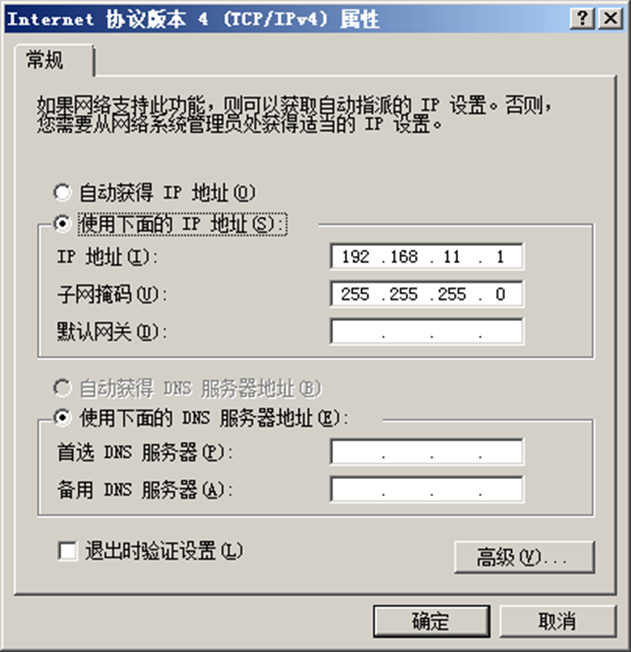 Internet 协议版本 4 (TCP/IPv4) 属性
常规
如果网络支持此功能，则可以获取自动指派的 IP 设置。否则，
您需要从网络系统管理员处获得适当的 IP 设置。
自动获得 IP 地址(O)
使用下面的 IP 地址(S):
IP 地址(I): 192 .168 . 11 . 1
子网掩码(U): 255 .255 .255 . 0
默认网关(D): . . .
自动获得 DNS 服务器地址(B)
使用下面的 DNS 服务器地址(E):
首选 DNS 服务器(P): . . .
备用 DNS 服务器(A): . . .
退出时验证设置(L)
高级(V)...
确定 取消